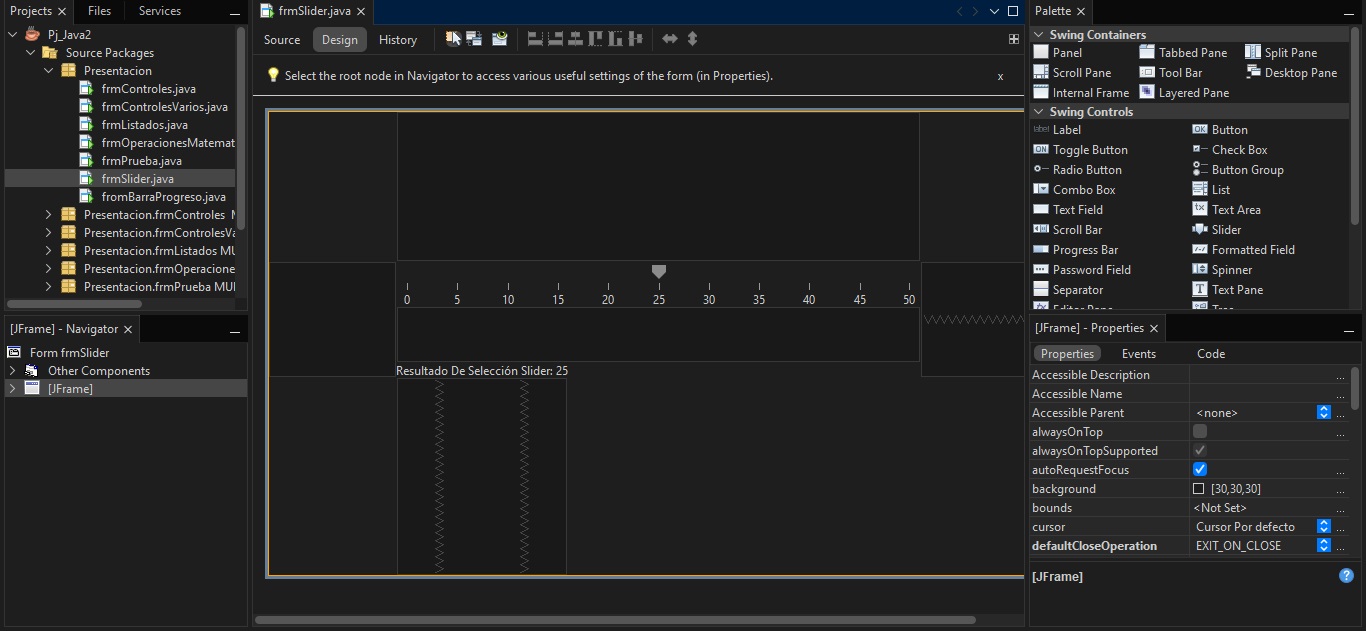 Projects
Files
Services
Pj_Java2
Source Packages
Presentacion
frmControles.java
frmControlesVarios.java
frmListados.java
frmOperacionesMatemat
frmPrueba.java
frmSlider.java
fromBarraProgreso.java
Presentacion.frmControles M
Presentacion.frmControlesVa
Presentacion.frmListados MU
Presentacion.frmOperacione
Presentacion.frmPrueba MUI
[JFrame] - Navigator
Form frmSlider
Other Components
[JFrame]
frmSlider.java
Source Design History
Select the root node in Navigator to access various useful settings of the form (in Properties).
x
0 5 10 15 20 25 30 35 40 45 50
Resultado De Selección Slider: 25
Palette
Swing Containers
Panel Tabbed Pane Split Pane
Scroll Pane Tool Bar Desktop Pane
Internal Frame Layered Pane
Swing Controls
label Label OK Button
ON Toggle Button Check Box
Radio Button Button Group
Combo Box List
Text Field Text Area
Scroll Bar Slider
Progress Bar Formatted Field
Password Field Spinner
Separator T Text Pane
Editor Pane Tree
[JFrame] - Properties
Properties Events Code
Accessible Description ...
Accessible Name ...
Accessible Parent <none> ...
alwaysOnTop ...
alwaysOnTopSupported
autoRequestFocus ...
background [30,30,30] ...
bounds <Not Set> ...
cursor Cursor Por defecto ...
defaultCloseOperation EXIT_ON_CLOSE ...
[JFrame]
?